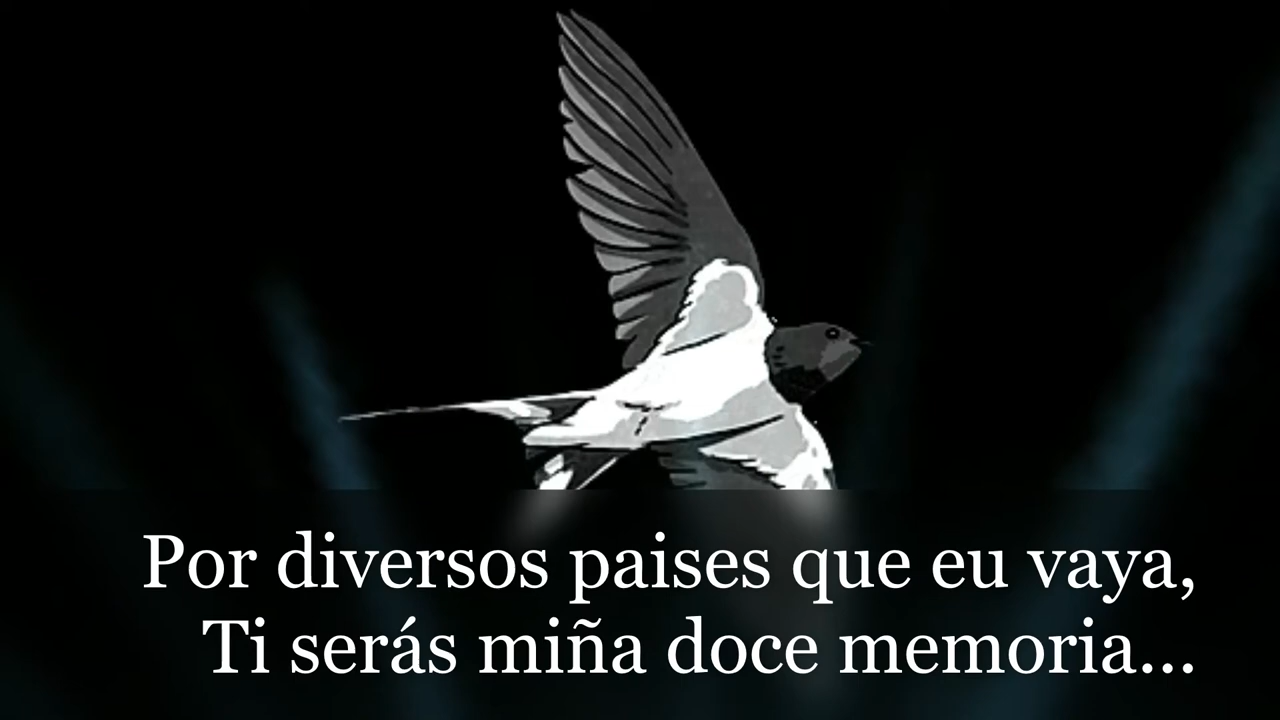 Por diversos paises que eu vaya,
Ti serás miña doce memoria...